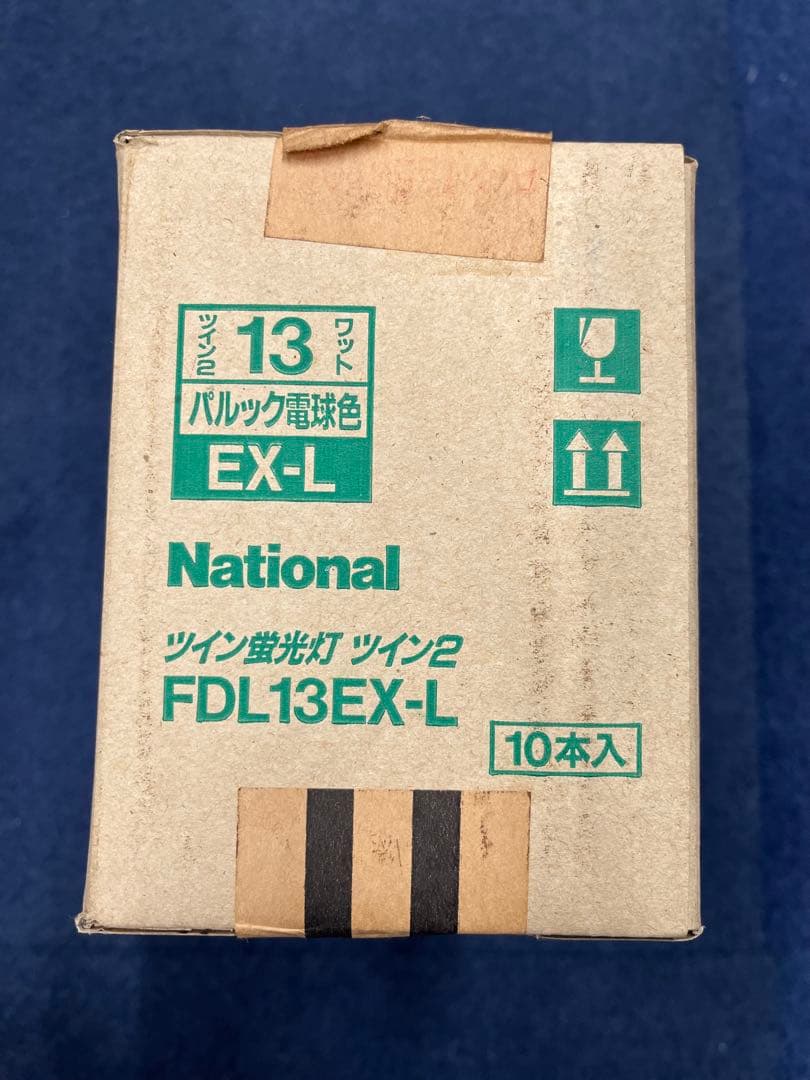 ツイン2 13 ワット
パルック電球色
EX-L
National
ツイン蛍光灯 ツイン2
FDL13EX-L
10本入